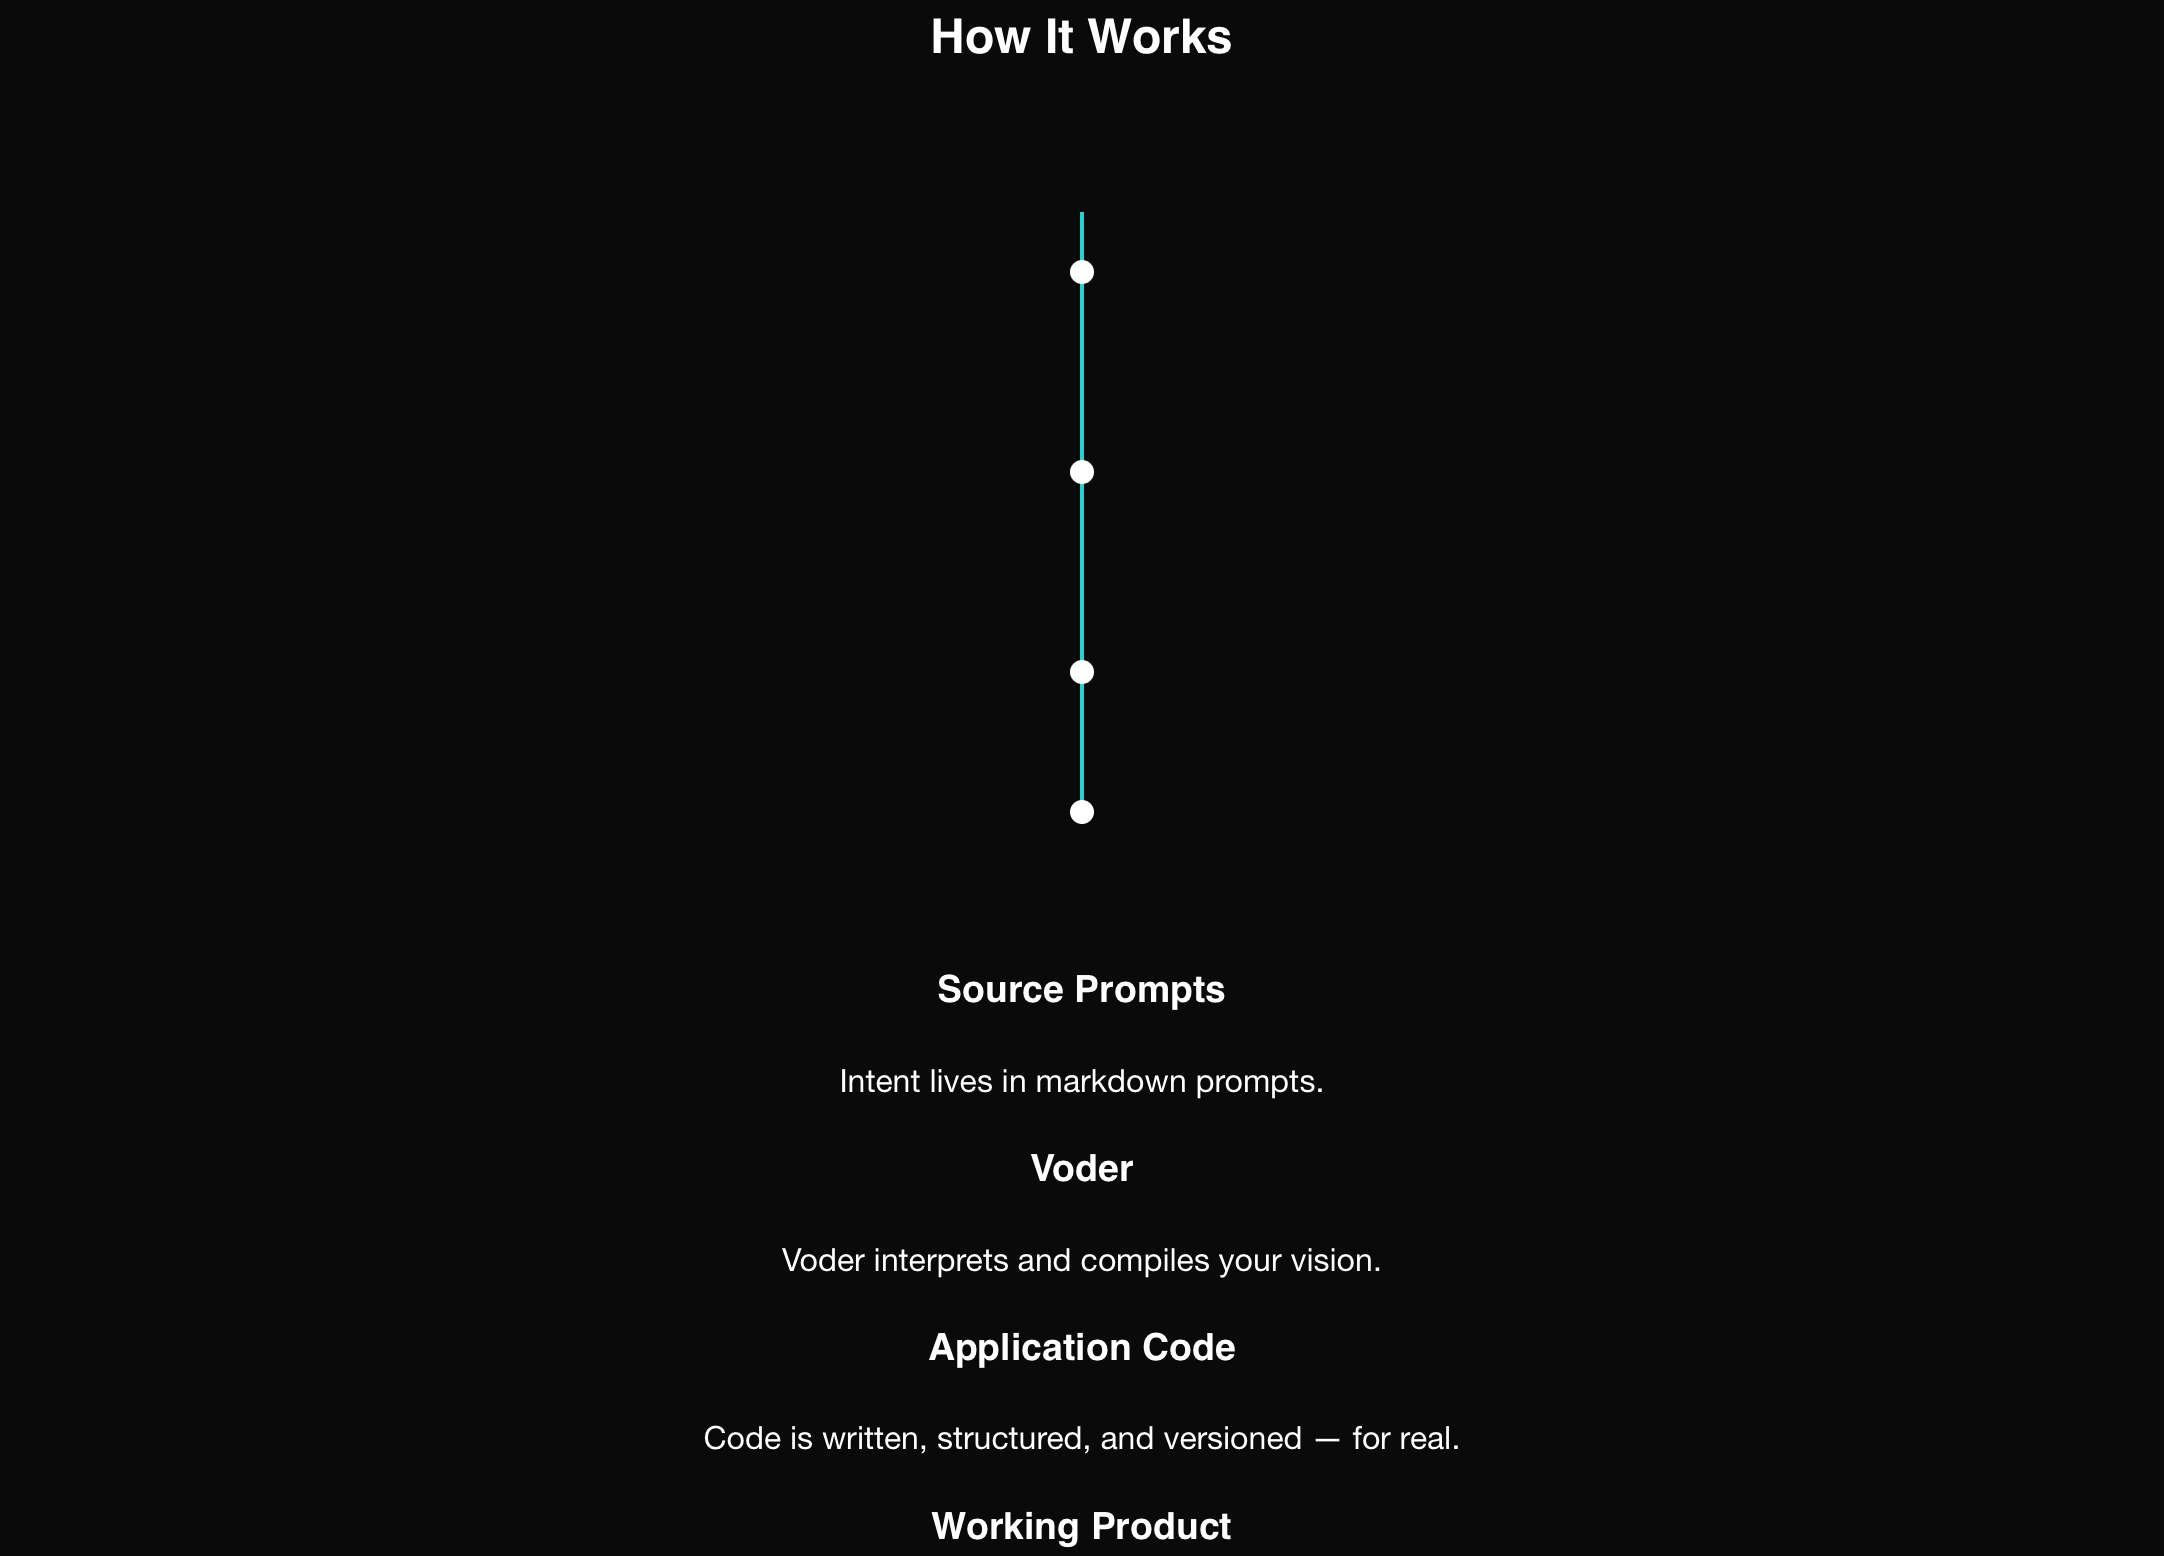 How It Works
Source Prompts
Intent lives in markdown prompts.
Voder
Voder interprets and compiles your vision.
Application Code
Code is written, structured, and versioned — for real.
Working Product